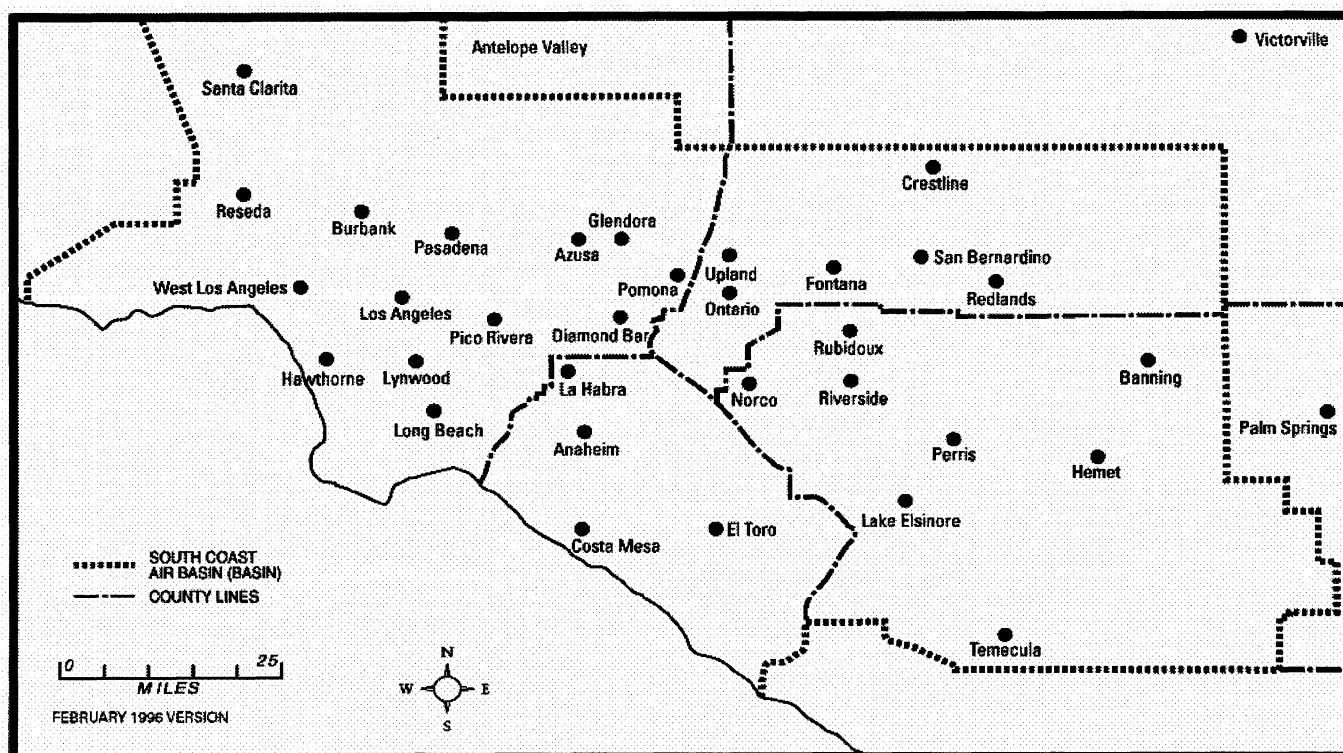 Antelope Valley
Victorville
Santa Clarita
Crestline
Reseda
Burbank
Pasadena
Glendora
Azusa
Upland
San Bernardino
Pomona
Fontana
West Los Angeles
Los Angeles
Ontario
Redlands
Pico Rivera
Diamond Bar
Rubidoux
Hawthorne
Lynwood
La Habra
Norco
Riverside
Banning
Long Beach
Anaheim
Palm Springs
Perris
Hemet
Lake Elsinore
Costa Mesa
El Toro
Temecula
SOUTH COAST
AIR BASIN (BASIN)
COUNTY LINES
0 25
MILES
FEBRUARY 1996 VERSION
N
W E
S